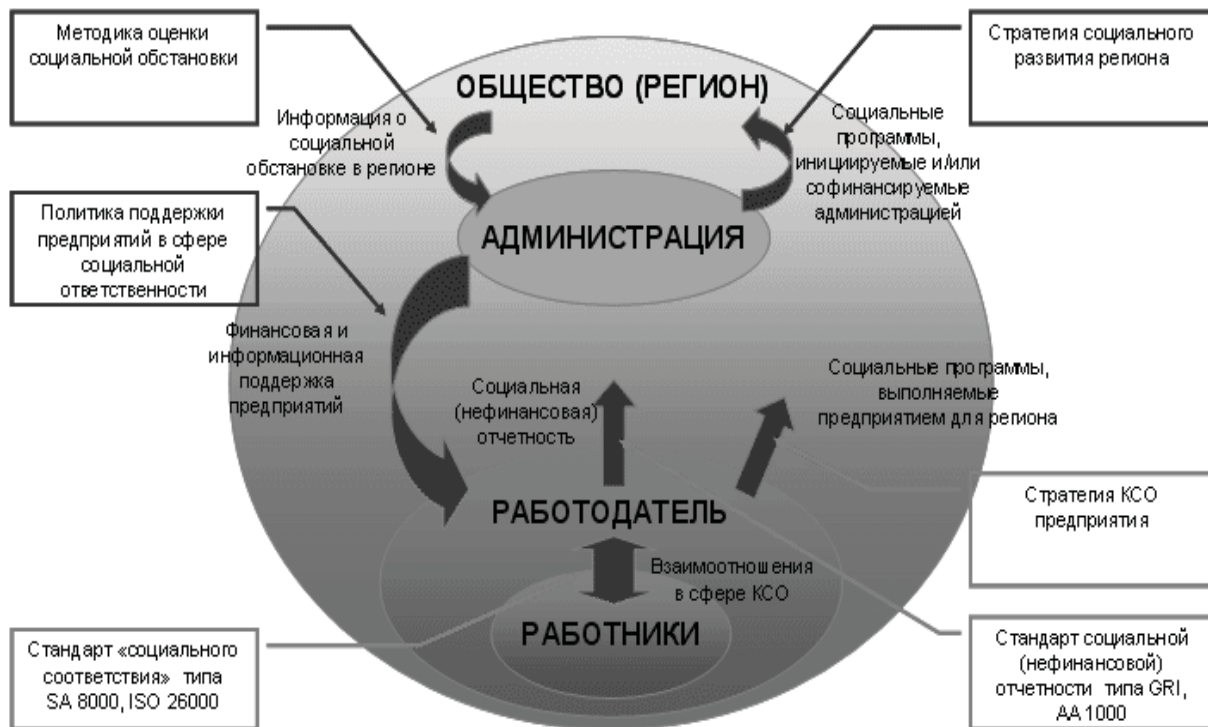 Методика оценки
социальной обстановки
Стратегия социального
развития региона
ОБЩЕСТВО (РЕГИОН)
Информация о
социальной
обстановке в регионе
Социальные
программы,
инициируемые и/или
софинансируемые
администрацией
Политика поддержки
предприятий в сфере
социальной
ответственности
АДМИНИСТРАЦИЯ
Финансовая и
информационная
поддержка
предприятий
Социальная
(нефинансовая)
отчетность
Социальные программы,
выполняемые
предприятием для региона
РАБОТОДАТЕЛЬ
Стратегия КСО
предприятия
Взаимоотношения
в сфере КСО
РАБОТНИКИ
Стандарт «социального
соответствия» типа
SA 8000, ISO 26000
Стандарт социальной
(нефинансовой)
отчетности типа GRI,
AA 1000